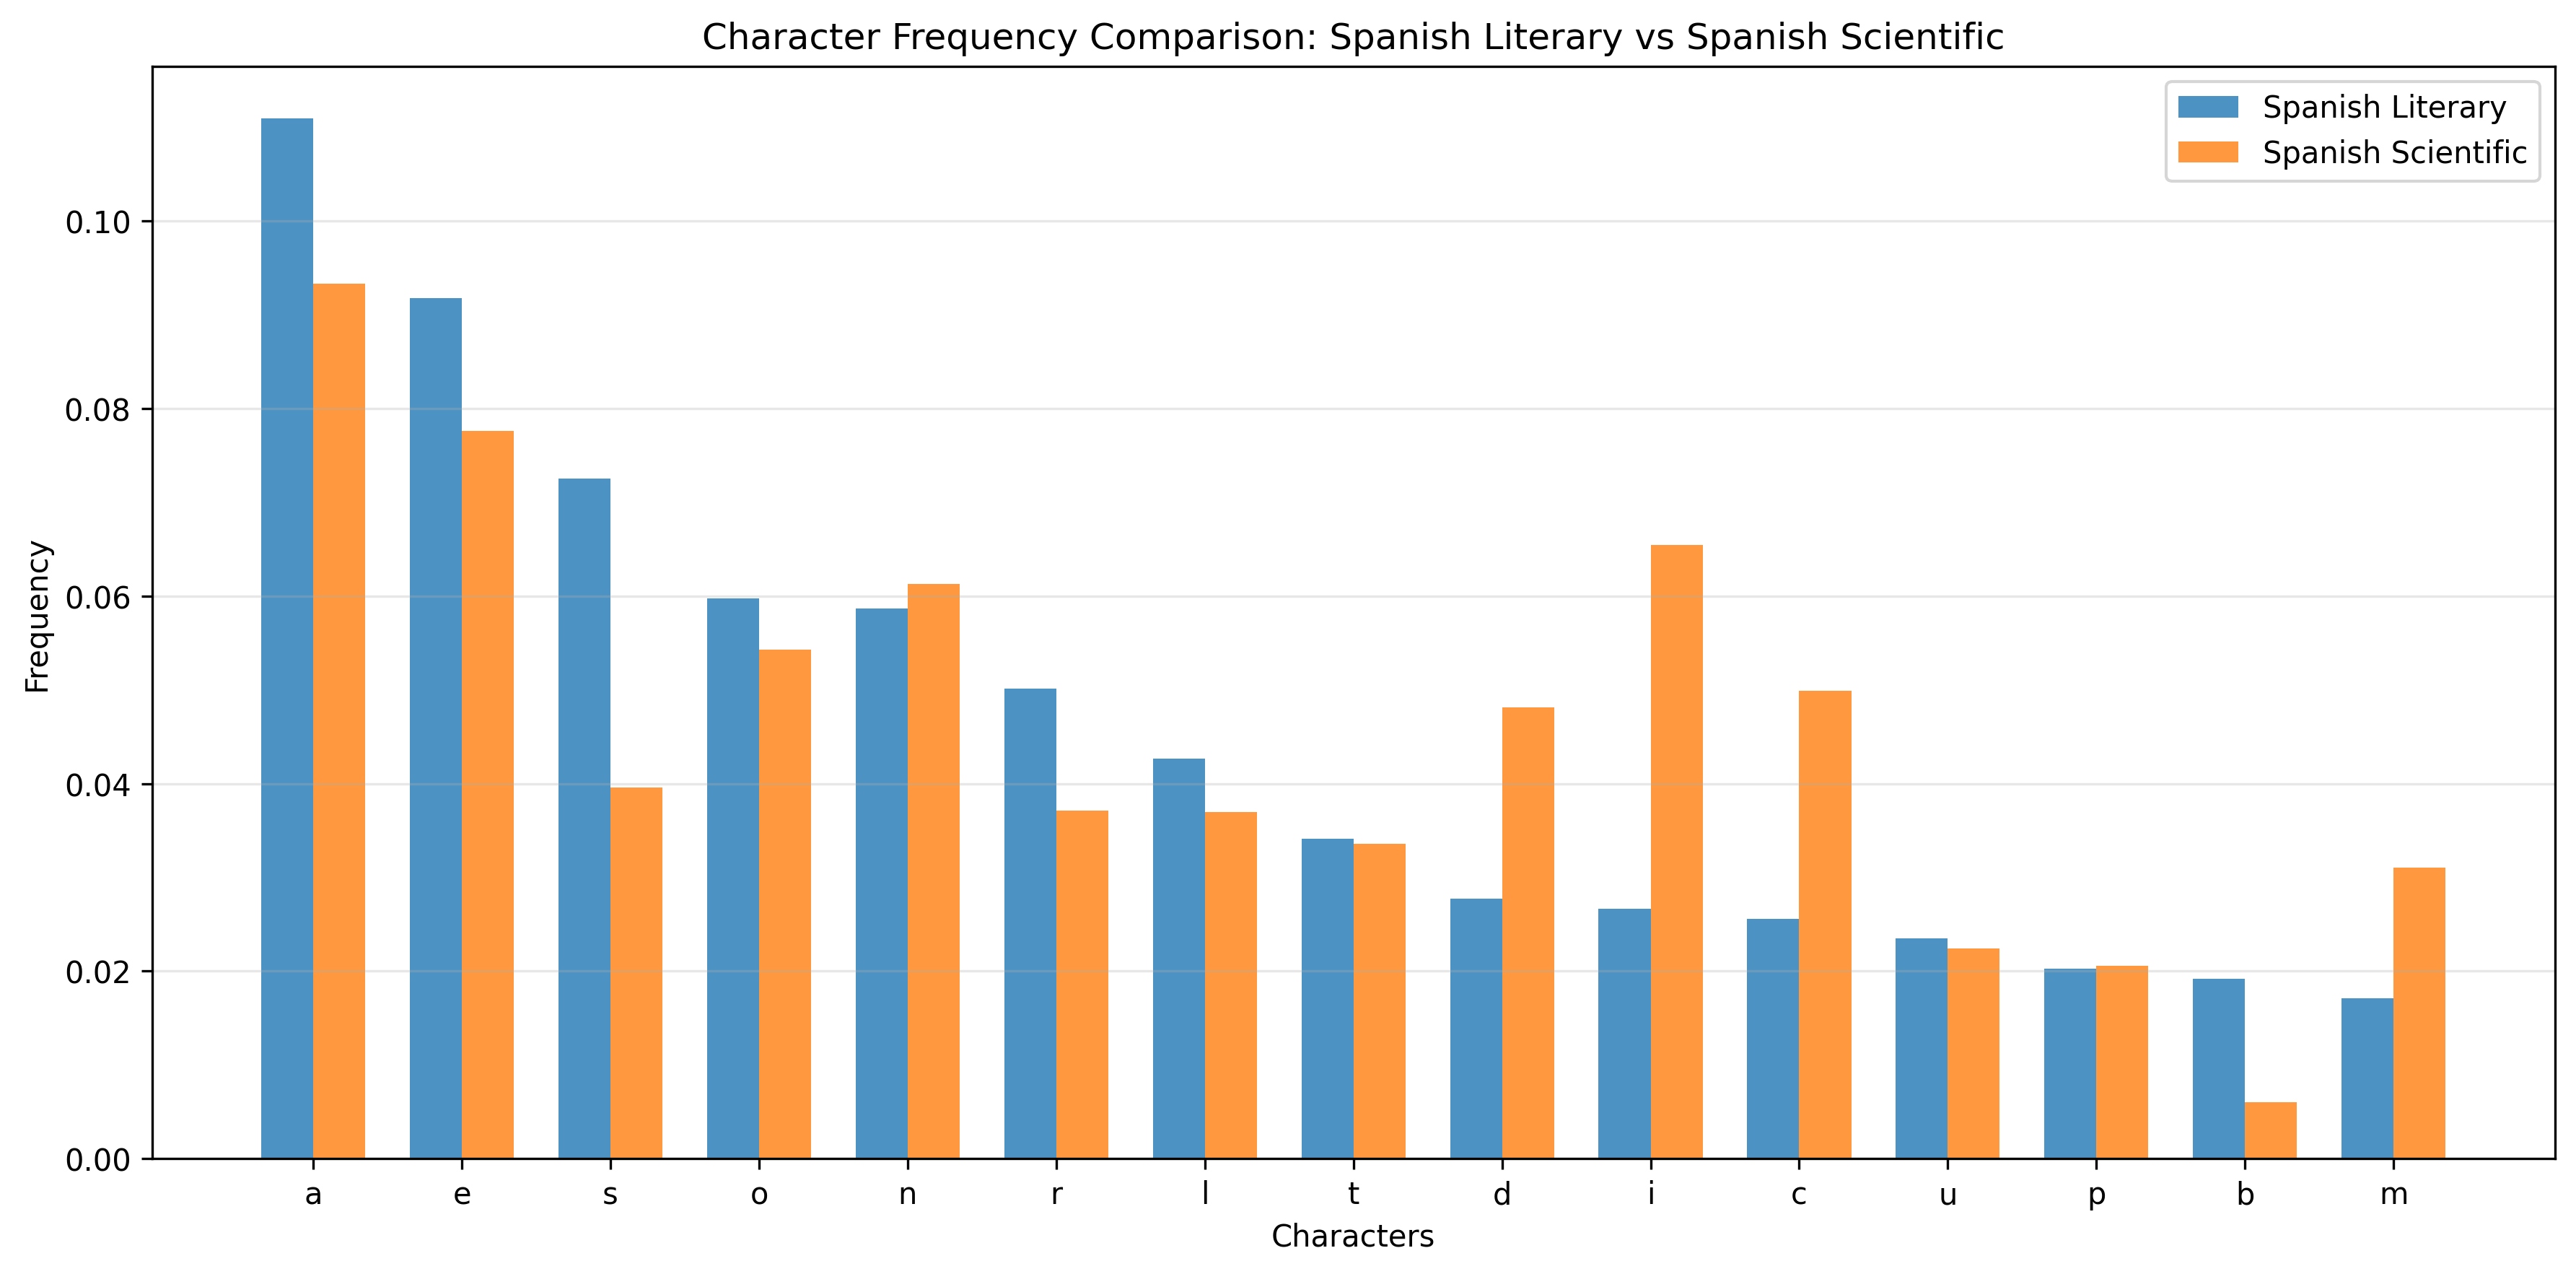 Character Frequency Comparison: Spanish Literary vs Spanish Scientific
Spanish Literary
Spanish Scientific
Frequency
0.10
0.08
0.06
0.04
0.02
0.00
a e s o n r l t d i c u p b m
Characters